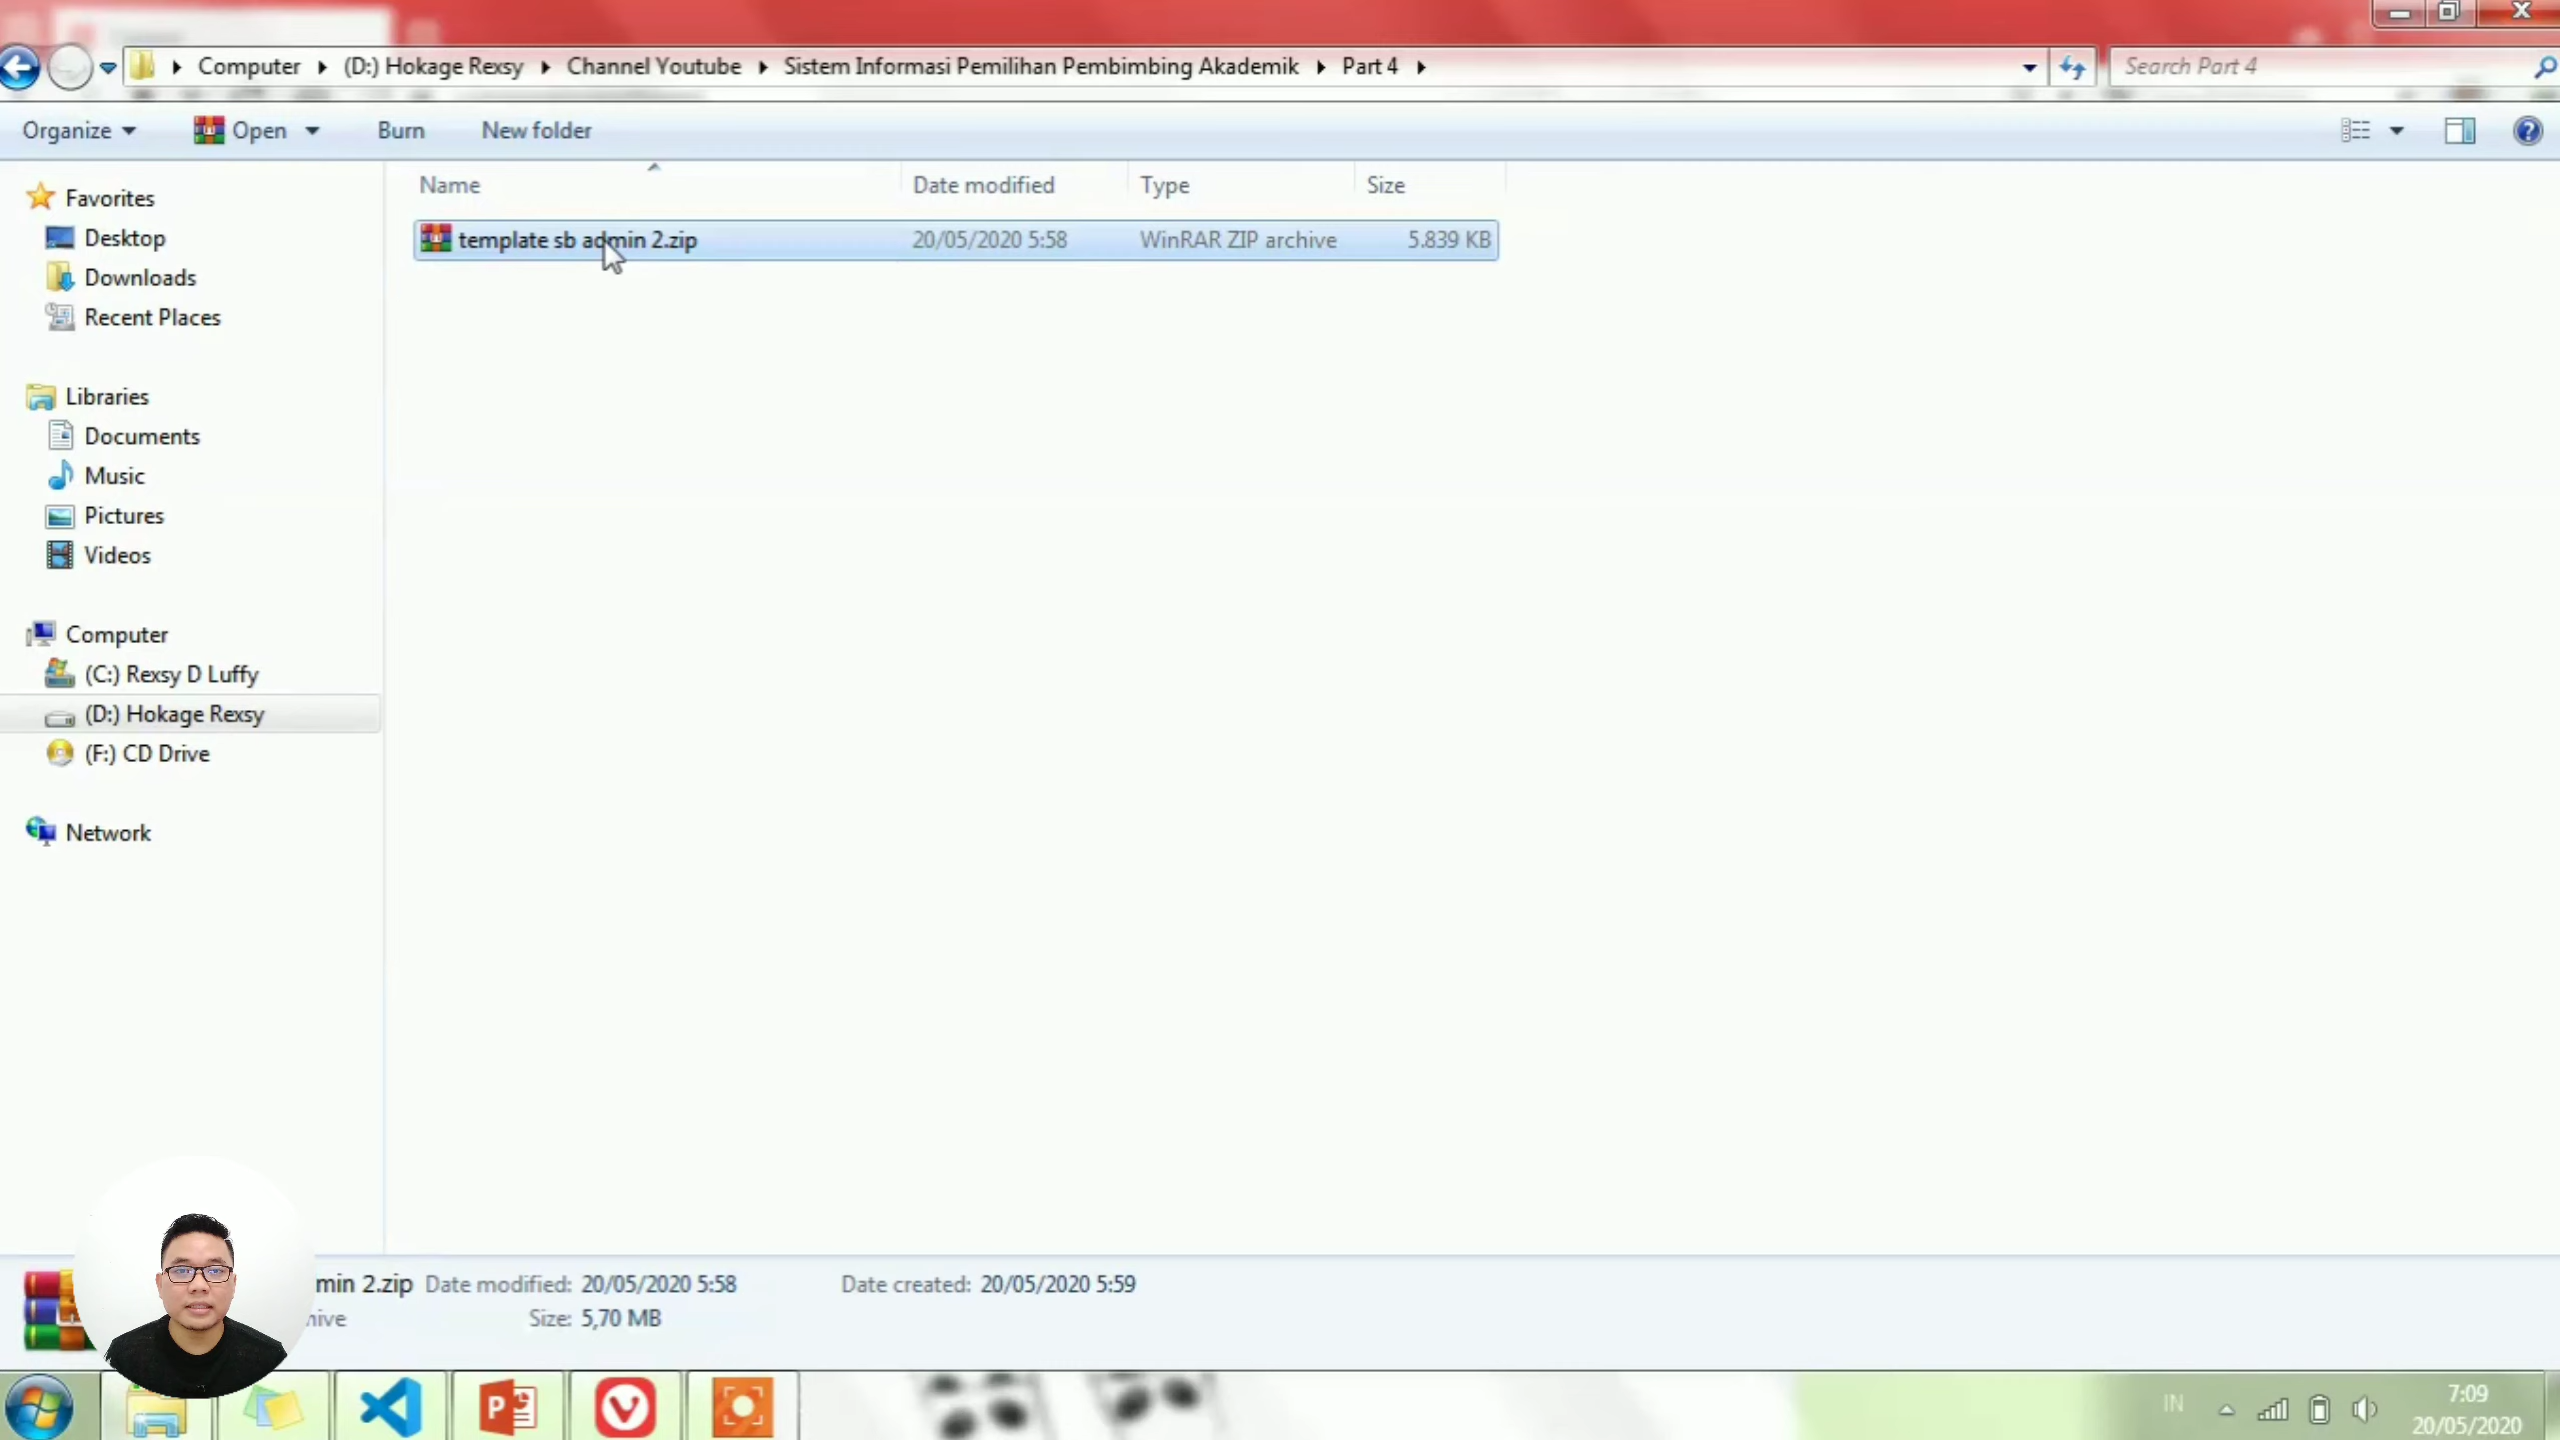 Computer (D:) Hokage Rexsy Channel Youtube Sistem Informasi Pemilihan Pembimbing Akademik Part 4
Search Part 4
Organize Open Burn New folder
Name Date modified Type Size
template sb admin 2.zip 20/05/2020 5:58 WinRAR ZIP archive 5.839 KB
Favorites
Desktop
Downloads
Recent Places
Libraries
Documents
Music
Pictures
Videos
Computer
(C:) Rexsy D Luffy
(D:) Hokage Rexsy
(F:) CD Drive
Network
min 2.zip Date modified: 20/05/2020 5:58 Date created: 20/05/2020 5:59
hive Size: 5,70 MB
IN
7:09
20/05/2020